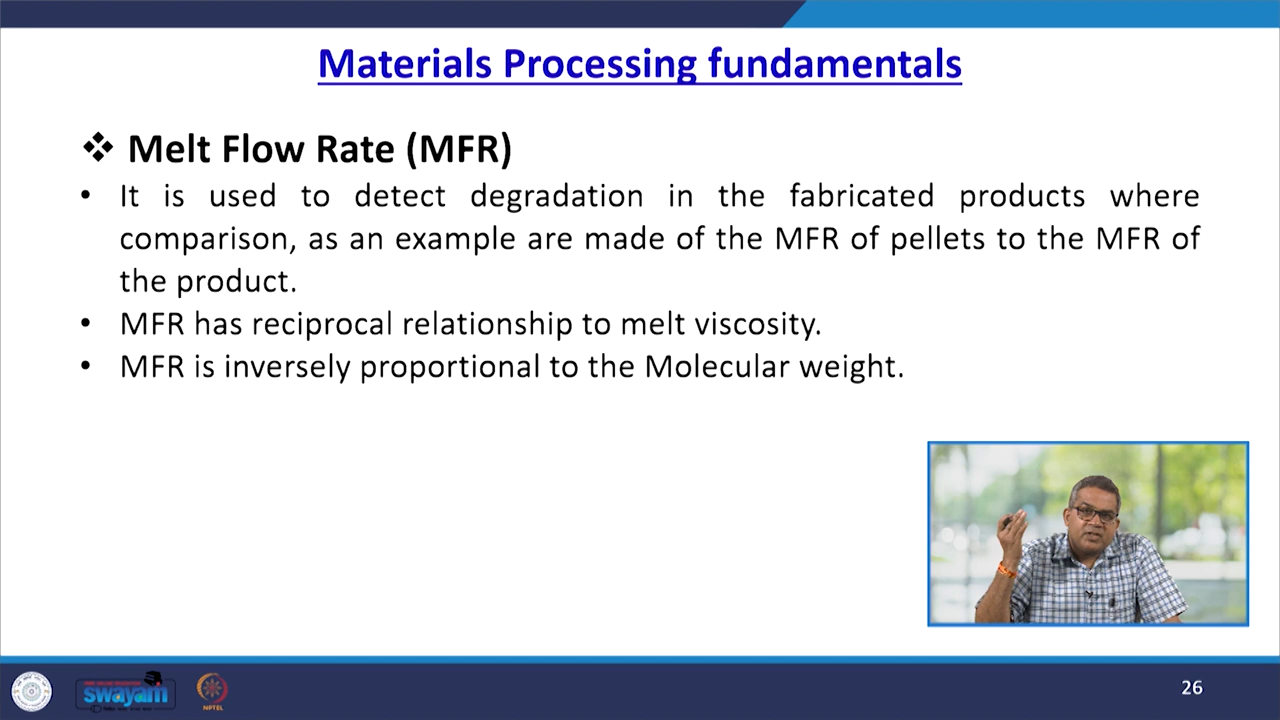 Materials Processing fundamentals
❖ Melt Flow Rate (MFR)
• It is used to detect degradation in the fabricated products where
comparison, as an example are made of the MFR of pellets to the MFR of
the product.
• MFR has reciprocal relationship to melt viscosity.
• MFR is inversely proportional to the Molecular weight.
swayam
NPTEL
26